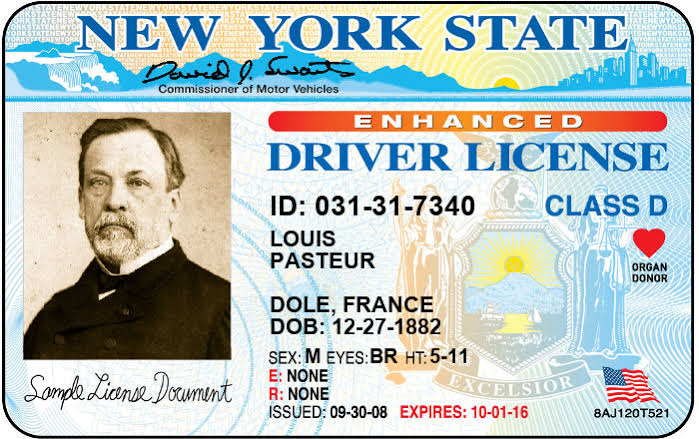 NEW YORK STATE
David J. Swarts
Commissioner of Motor Vehicles
ENHANCED
DRIVER LICENSE
ID: 031-31-7340 CLASS D
LOUIS
PASTEUR
ORGAN
DONOR
DOLE, FRANCE
DOB: 12-27-1882
SEX: M EYES: BR HT: 5-11
E: NONE
R: NONE
EXCELSIOR
Sample License Document
ISSUED: 09-30-08 EXPIRES: 10-01-16
8AJ120T521